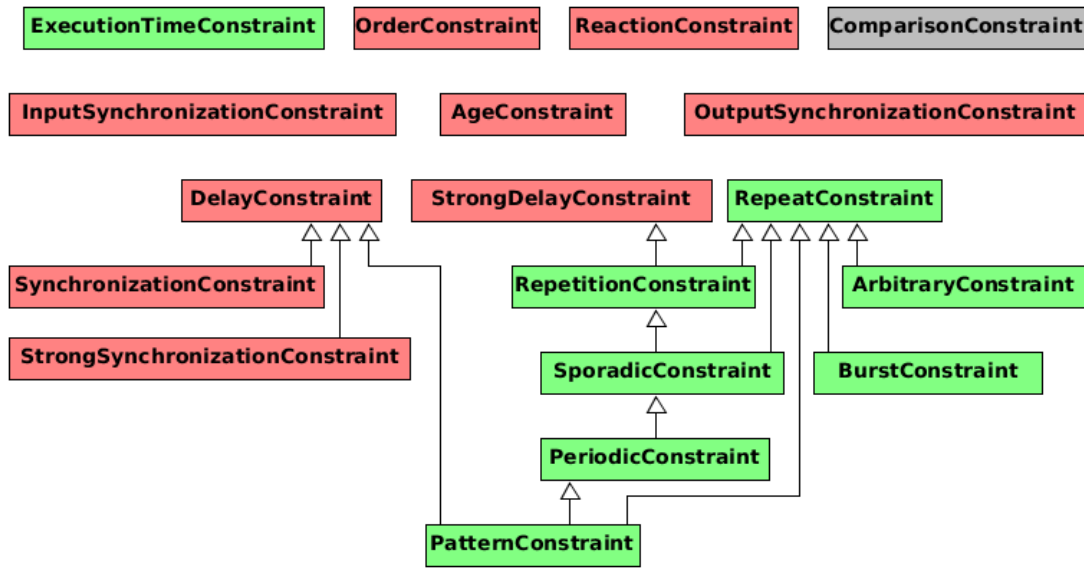 ExecutionTimeConstraint
OrderConstraint
ReactionConstraint
ComparisonConstraint
InputSynchronizationConstraint
AgeConstraint
OutputSynchronizationConstraint
DelayConstraint
StrongDelayConstraint
RepeatConstraint
SynchronizationConstraint
RepetitionConstraint
ArbitraryConstraint
StrongSynchronizationConstraint
SporadicConstraint
BurstConstraint
PeriodicConstraint
PatternConstraint